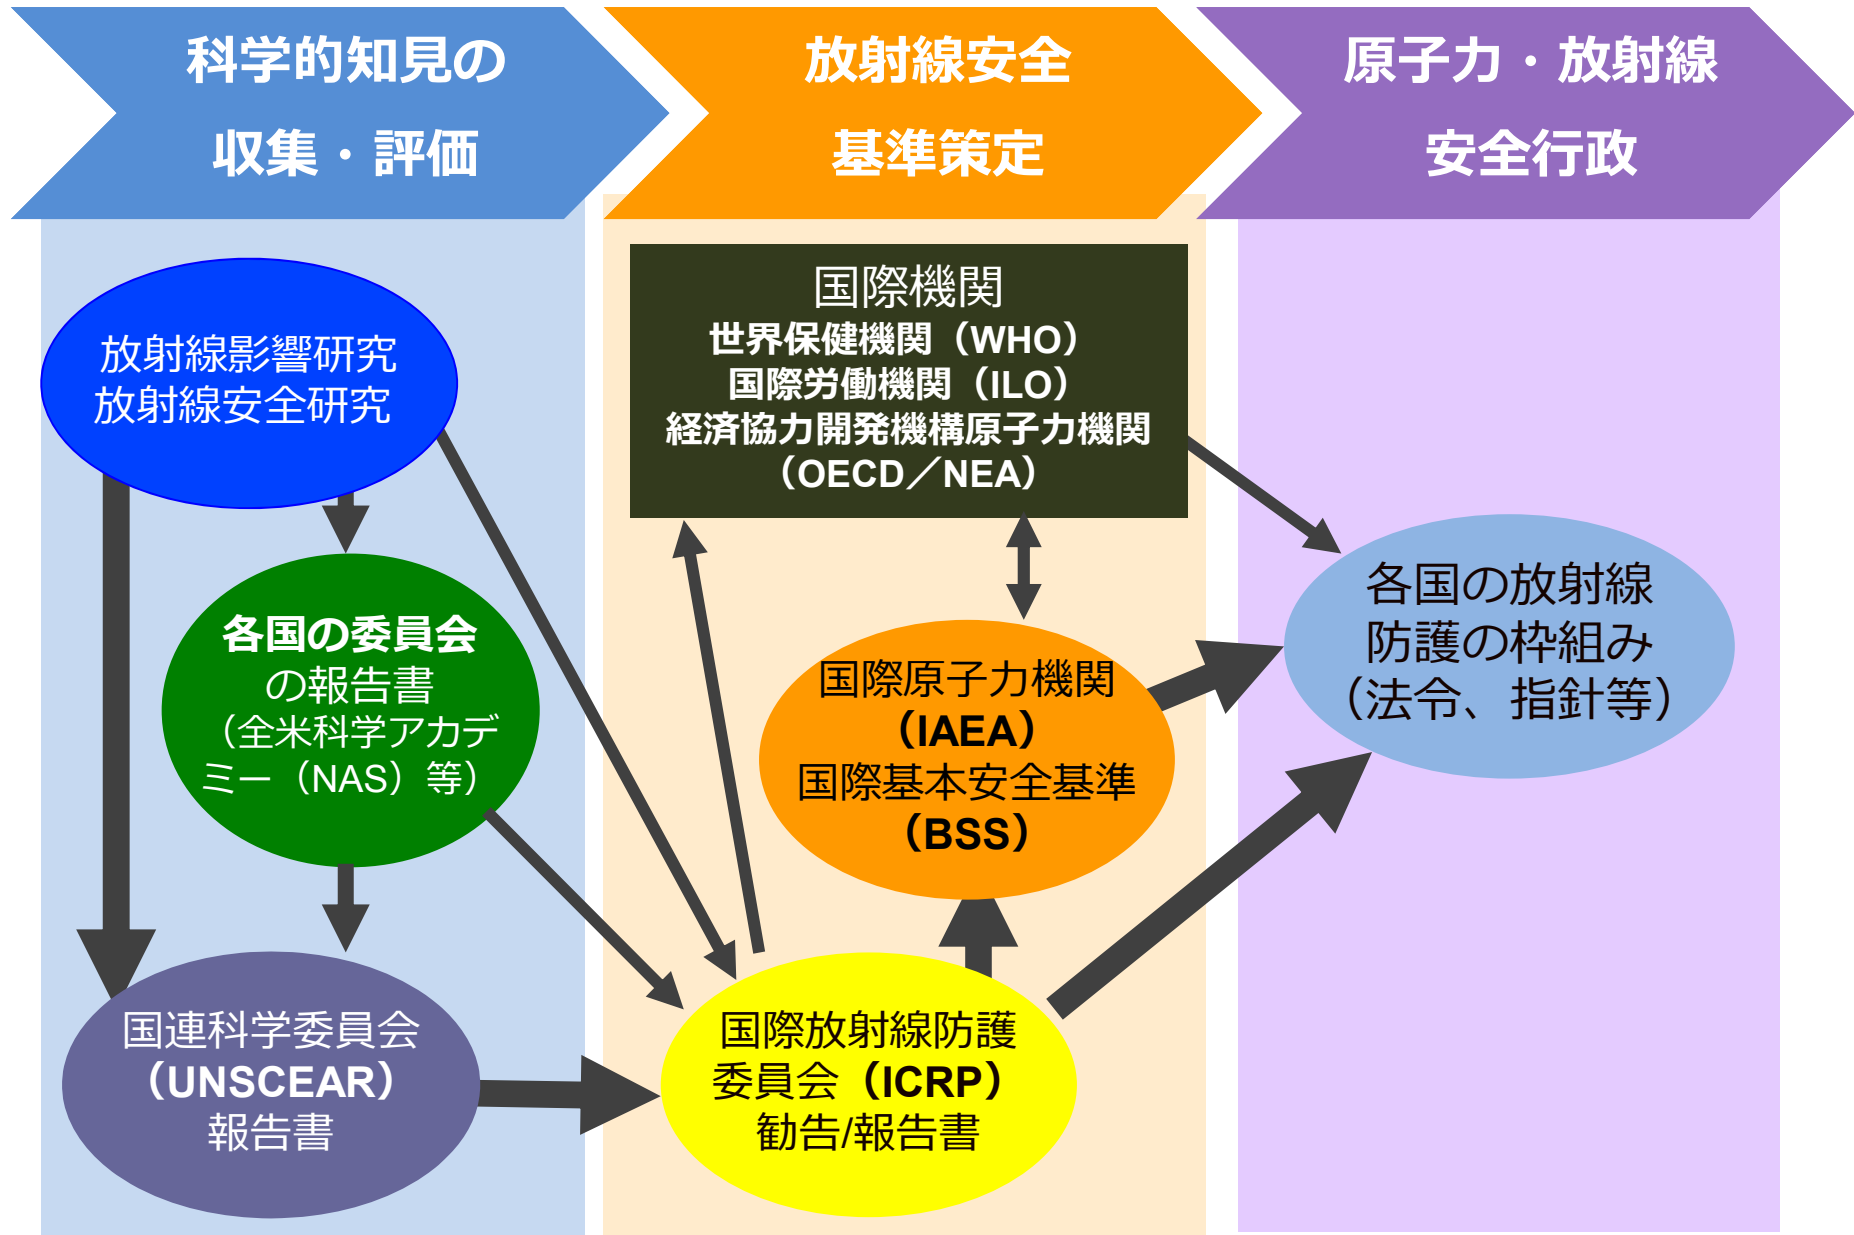 科学的知見の
収集・評価
放射線安全
基準策定
原子力・放射線
安全行政
放射線影響研究
放射線安全研究
各国の委員会
の報告書
（全米科学アカデ
ミー（NAS）等）
国連科学委員会
（UNSCEAR）
報告書
国際機関
世界保健機関（WHO）
国際労働機関（ILO）
経済協力開発機構原子力機関
（OECD／NEA）
国際原子力機関
（IAEA）
国際基本安全基準
（BSS）
国際放射線防護
委員会（ICRP）
勧告/報告書
各国の放射線
防護の枠組み
（法令、指針等）